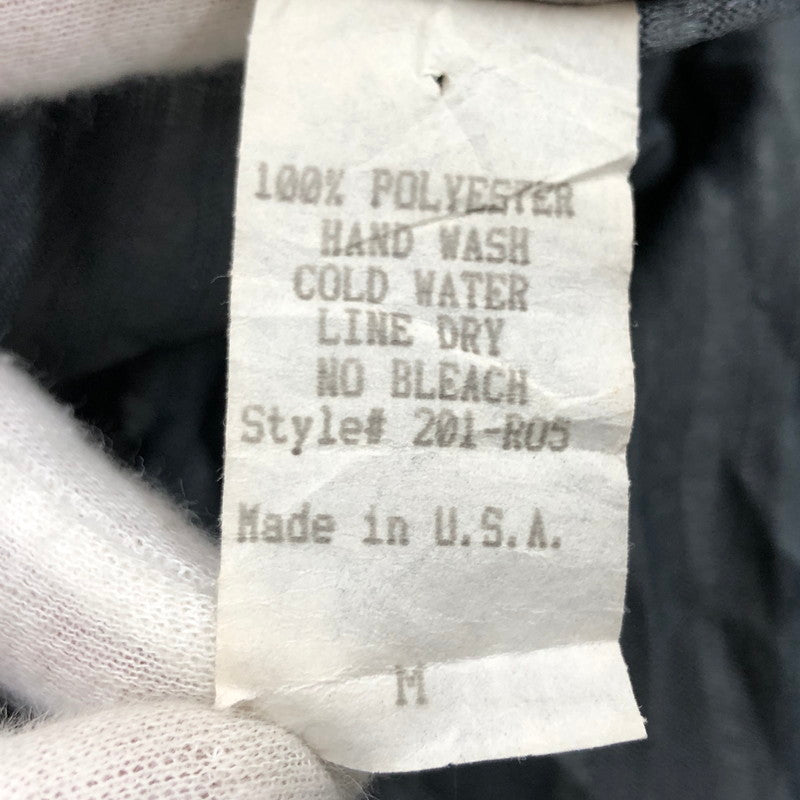 100% POLYESTER
HAND WASH
COLD WATER
LINE DRY
NO BLEACH
Style# 201-R05
Made in U.S.A.
M